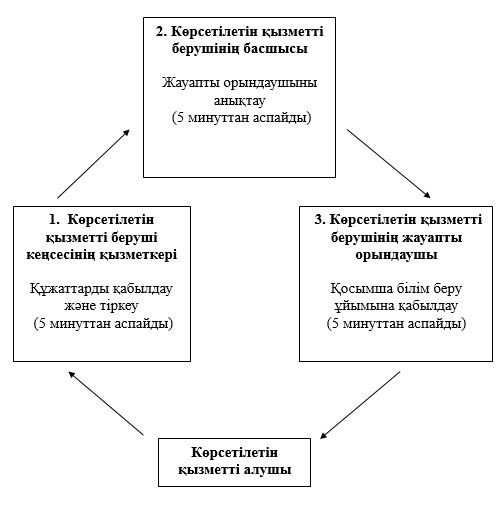 2. Көрсетілетін қызметті
берушінің басшысы
Жауапты орындаушыны
анықтау
(5 минуттан аспайды)
1. Көрсетілетін
қызметті беруші
кеңсесінің қызметкері
Құжаттарды қабылдау
және тіркеу
(5 минуттан аспайды)
3. Көрсетілетін қызметті
берушінің жауапты
орындаушы
Қосымша білім беру
ұйымына қабылдау
(5 минуттан аспайды)
Көрсетілетін
қызметті алушы